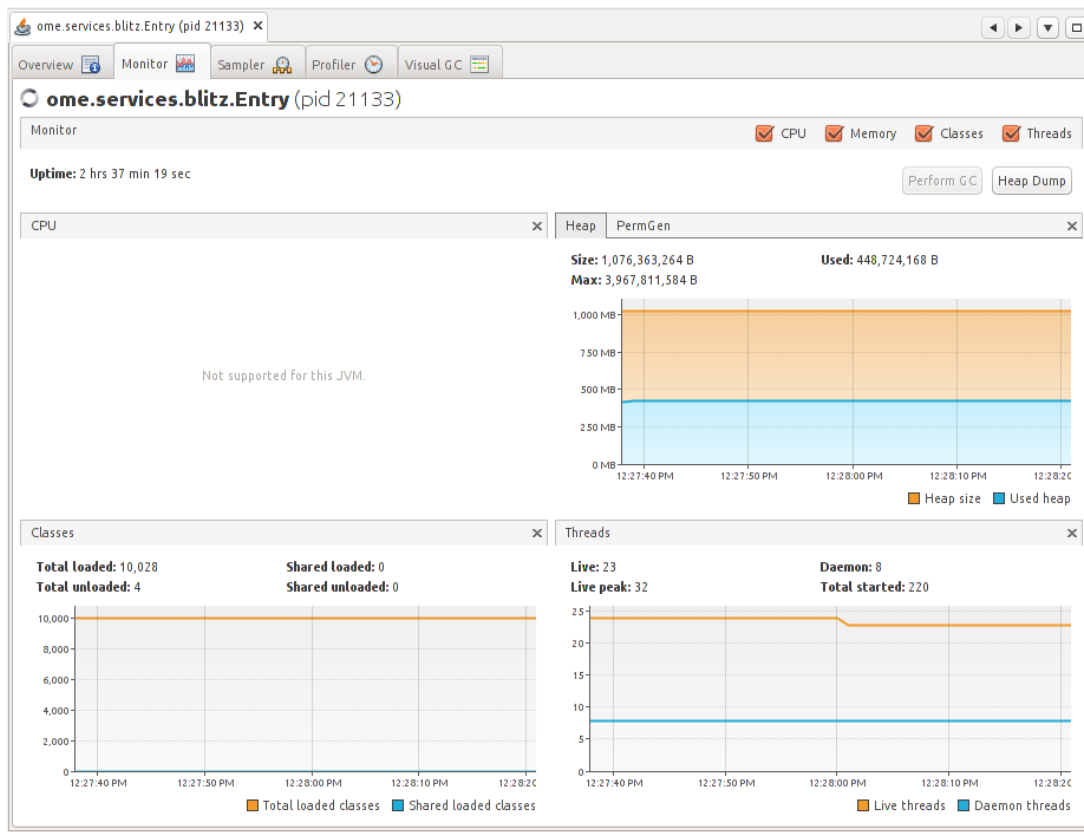 ome.services.blitz.Entry (pid 21133)
Overview Monitor Sampler Profiler Visual GC
ome.services.blitz.Entry (pid 21133)
Monitor CPU Memory Classes Threads
Uptime: 2 hrs 37 min 19 sec
Perform GC Heap Dump
CPU
Not supported for this JVM.
Heap PermGen
Size: 1,076,363,264 B Used: 448,724,168 B
Max: 3,967,811,584 B
1,000 MB
750 MB
500 MB
250 MB
0 MB
12:27:40 PM 12:27:50 PM 12:28:00 PM 12:28:10 PM 12:28:20
Heap size Used heap
Classes
Total loaded: 10,028 Shared loaded: 0
Total unloaded: 4 Shared unloaded: 0
10,000
8,000
6,000
4,000
2,000
0
12:27:40 PM 12:27:50 PM 12:28:00 PM 12:28:10 PM 12:28:20
Total loaded classes Shared loaded classes
Threads
Live: 23 Daemon: 8
Live peak: 32 Total started: 220
25
20
15
10
5
0
12:27:40 PM 12:27:50 PM 12:28:00 PM 12:28:10 PM 12:28:20
Live threads Daemon threads